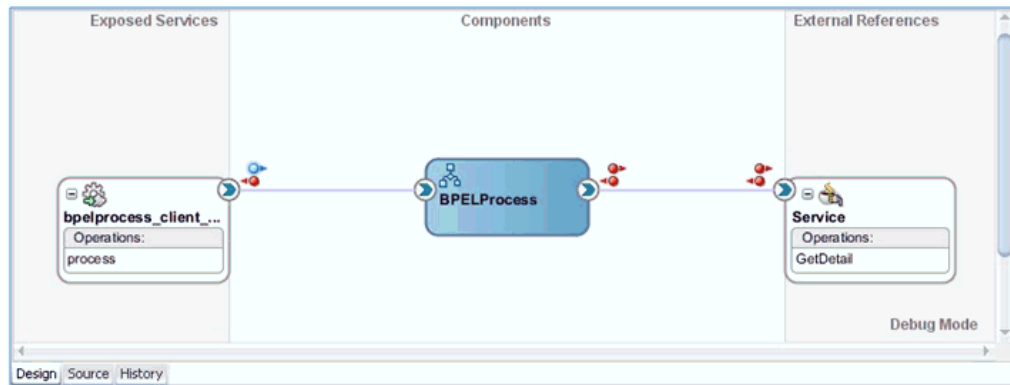 Exposed Services
Components
External References
bpelprocess_client_...
Operations:
process
BPELProcess
Service
Operations:
GetDetail
Debug Mode
Design Source History